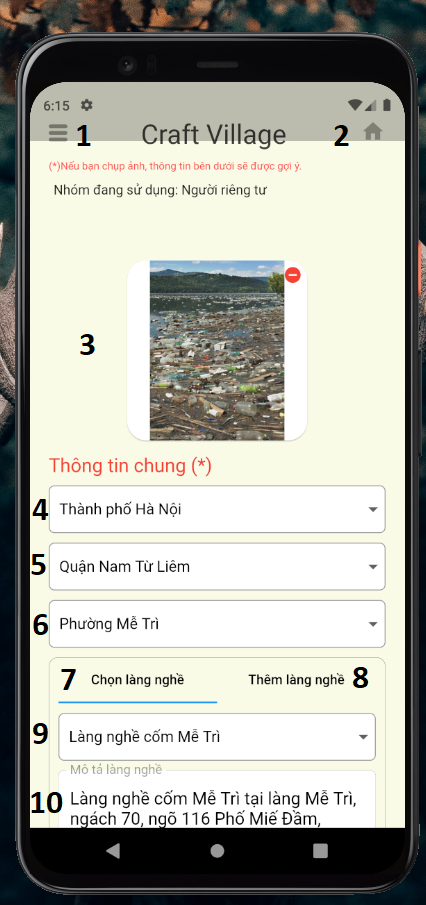 6:15
1 Craft Village 2
(*)Nếu bạn chụp ảnh, thông tin bên dưới sẽ được gợi ý.
Nhóm đang sử dụng: Người riêng tư
3
Thông tin chung (*)
4 Thành phố Hà Nội
5 Quận Nam Từ Liêm
6 Phường Mễ Trì
7 Chọn làng nghề Thêm làng nghề 8
9 Làng nghề cốm Mễ Trì
Mô tả làng nghề
10 Làng nghề cốm Mễ Trì tại làng Mễ Trì,
ngách 70, ngõ 116 Phố Miế Đầm,